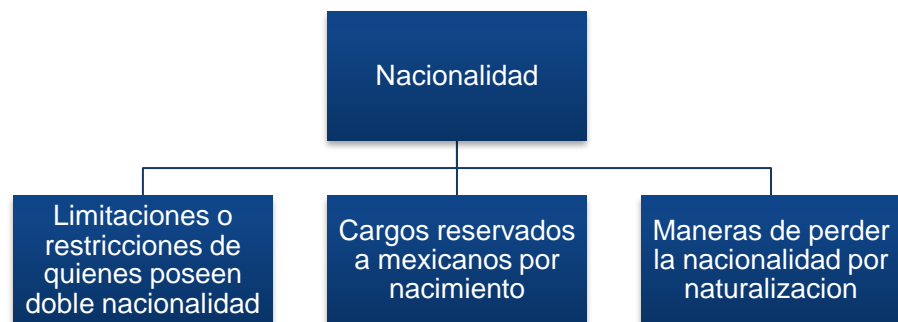 Nacionalidad
Limitaciones o
restricciones de
quienes poseen
doble nacionalidad
Cargos reservados
a mexicanos por
nacimiento
Maneras de perder
la nacionalidad por
naturalizacion